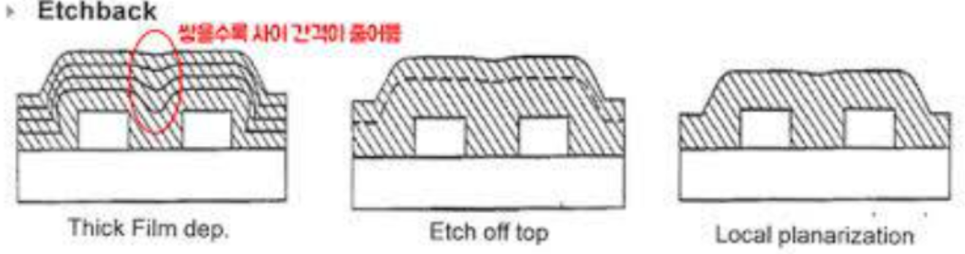 Etchback
쌓을수록 사이 간격이 줄어듦
Thick Film dep.
Etch off top
Local planarization